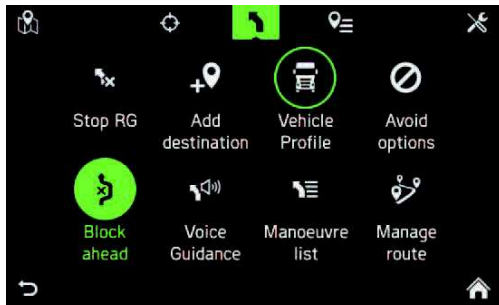 Stop RG
Add
destination
Vehicle
Profile
Avoid
options
Block
ahead
Voice
Guidance
Manoeuvre
list
Manage
route